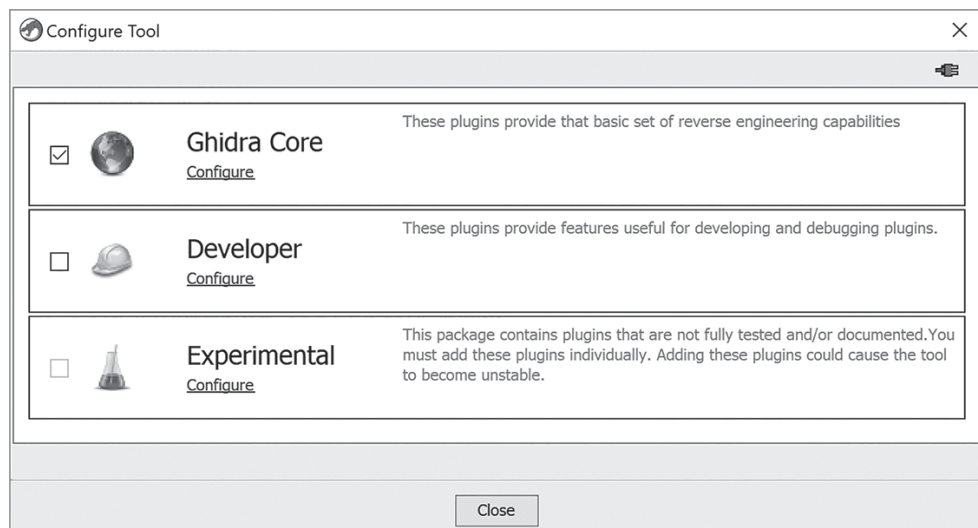 Configure Tool
Ghidra Core
Configure
These plugins provide that basic set of reverse engineering capabilities
Developer
Configure
These plugins provide features useful for developing and debugging plugins.
Experimental
Configure
This package contains plugins that are not fully tested and/or documented.You
must add these plugins individually. Adding these plugins could cause the tool
to become unstable.
Close